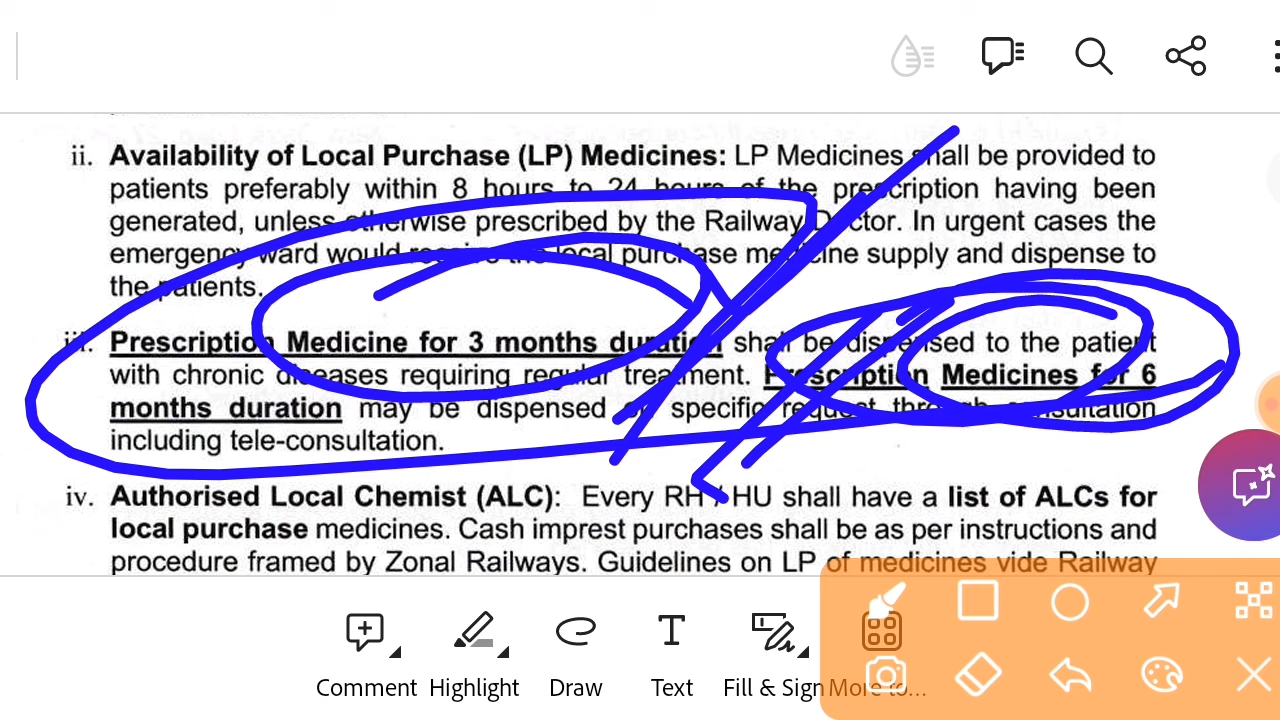 ii. Availability of Local Purchase (LP) Medicines: LP Medicines shall be provided to
patients preferably within 8 hours to 24 hours of the prescription having been
generated, unless otherwise prescribed by the Railway Doctor. In urgent cases the
emergency ward would receive the local purchase medicine supply and dispense to
the patients.
iii. Prescription Medicine for 3 months duration shall be dispensed to the patient
with chronic diseases requiring regular treatment. Prescription Medicines for 6
months duration may be dispensed on specific request through consultation
including tele-consultation.
iv. Authorised Local Chemist (ALC): Every RH / HU shall have a list of ALCs for
local purchase medicines. Cash imprest purchases shall be as per instructions and
procedure framed by Zonal Railways. Guidelines on LP of medicines vide Railway
Comment Highlight Draw Text Fill & Sign More to...